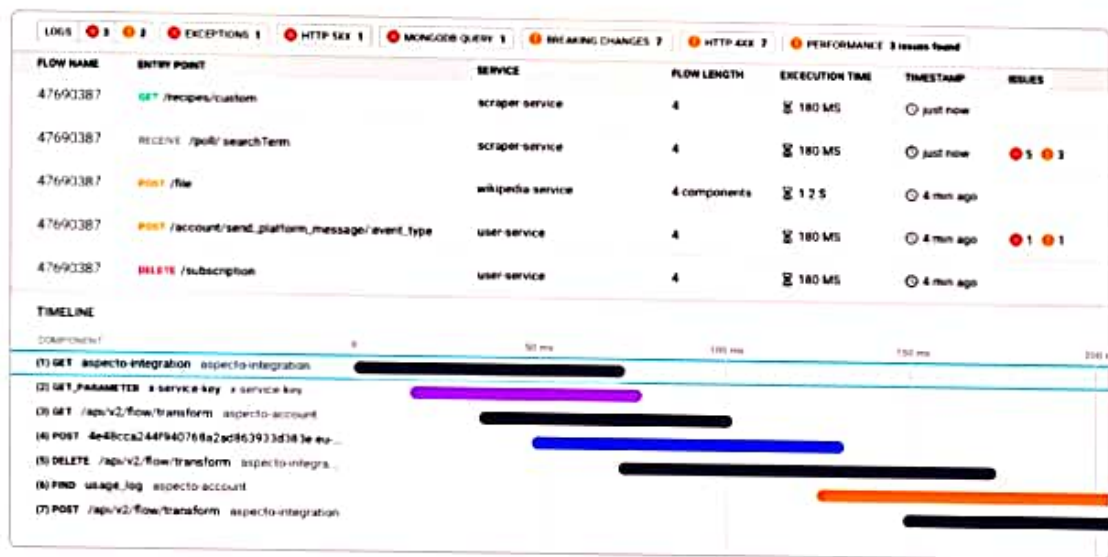 LOGS 3 2 EXCEPTIONS 1 HTTP 5XX 1 MONGODB QUERY 1 BREAKING CHANGES 7 HTTP 4XX 7 PERFORMANCE 3 issues found
FLOW NAME ENTRY POINT SERVICE FLOW LENGTH EXCECUTION TIME TIMESTAMP ISSUES
47690387 GET /recipes/custom scraper-service 4 180 MS just now
47690387 RECEIVE /poll/:searchTerm scraper-service 4 180 MS just now 5 3
47690387 POST /file wikipedia-service 4 components 1.2 S 4 min ago
47690387 POST /account/send_platform_message/:event_type user-service 4 180 MS 4 min ago 1 1
47690387 DELETE /subscription user-service 4 180 MS 4 min ago
TIMELINE
COMPONENT 0 50 ms 100 ms 150 ms 200
(1) GET aspecto-integration aspecto-integration
(2) GET_PARAMETER x-service-key x-service-key
(3) GET /api/v2/flow/transform aspecto-account
(4) POST eu-...
(5) DELETE /api/v2/flow/transform aspecto-integra...
(6) FIND usage_log aspecto-account
(7) POST /api/v2/flow/transform aspecto-integration